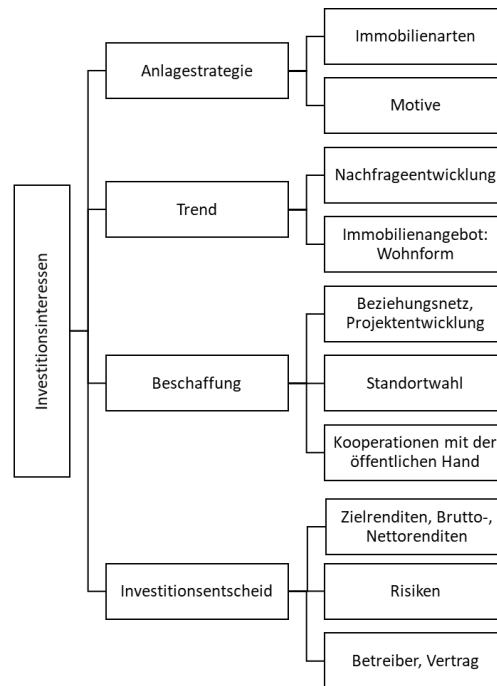 Investitionsinteressen
Anlagestrategie
Immobilienarten
Motive
Trend
Nachfrageentwicklung
Immobilienangebot:
Wohnform
Beschaffung
Beziehungsnetz,
Projektentwicklung
Standortwahl
Kooperationen mit der
öffentlichen Hand
Investitionsentscheid
Zielrenditen, Brutto-,
Nettorenditen
Risiken
Betreiber, Vertrag